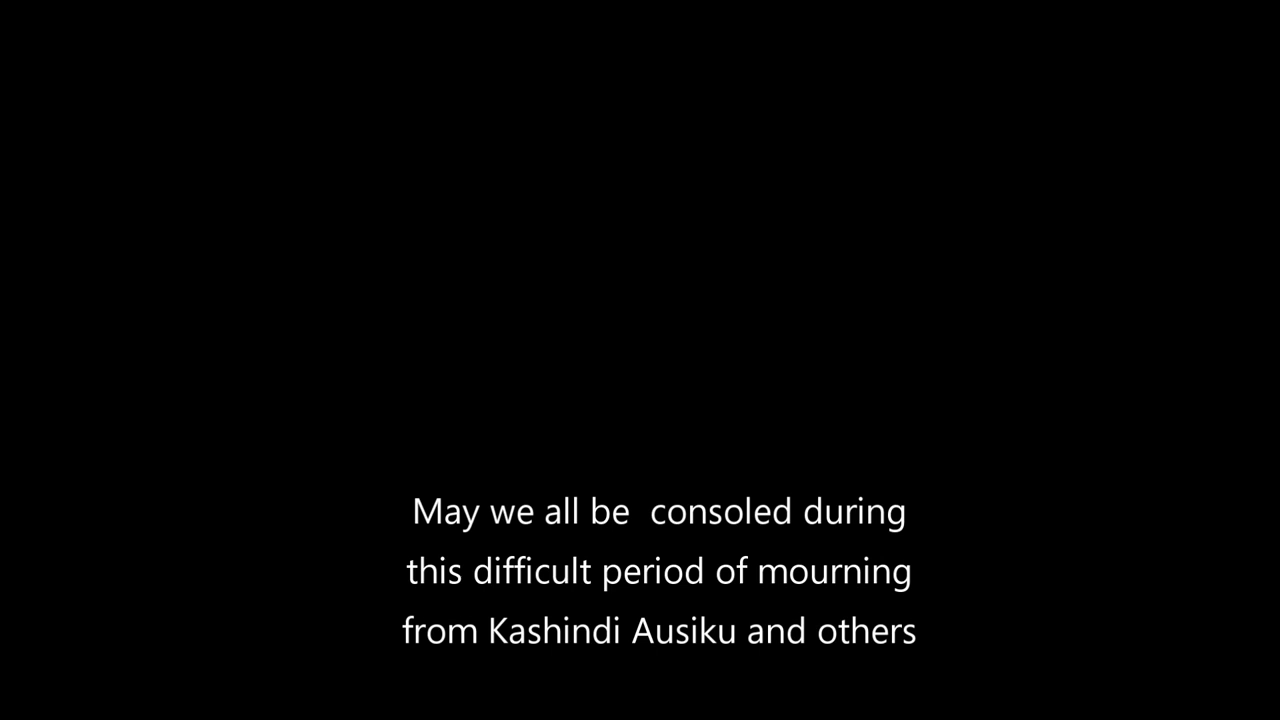 May we all be  consoled during
this difficult period of mourning
from Kashindi Ausiku and others